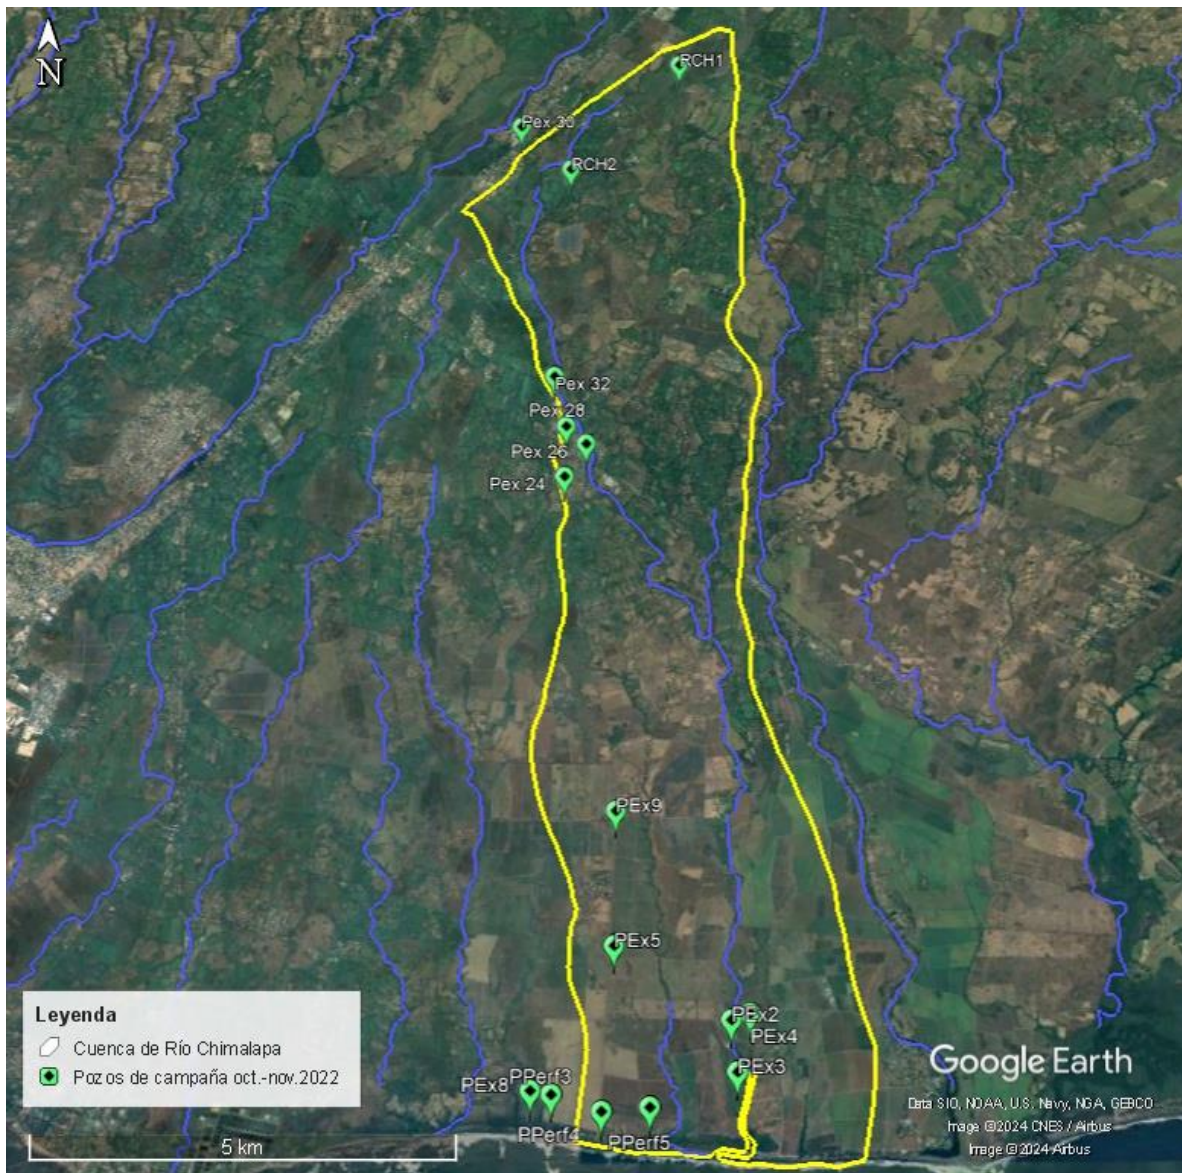 N
RCH1
Pex 30
RCH2
Pex 32
Pex 28
Pex 26
Pex 24
PEx9
PEx5
PEx2
PEx4
PEx3
PEx8
PPerf3
PPerf4
PPerf5
Leyenda
Cuenca de Río Chimalapa
Pozos de campaña oct.-nov.2022
5 km
Google Earth
Data SIO, NOAA, U.S. Navy, NGA, GEBCO
Image ©2024 CNES / Airbus
Image ©2024 Airbus